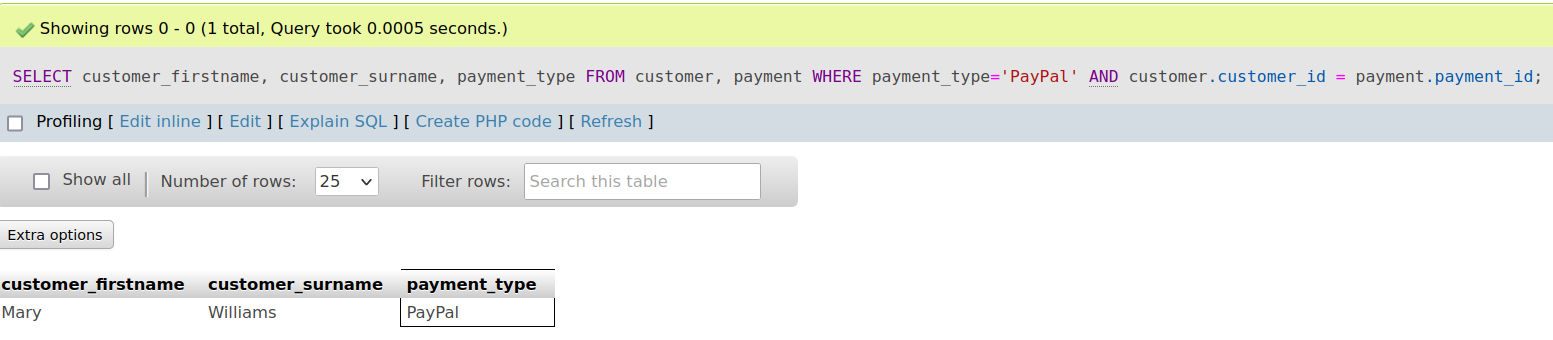 Showing rows 0 - 0 (1 total, Query took 0.0005 seconds.)
SELECT customer_firstname, customer_surname, payment_type FROM customer, payment WHERE payment_type='PayPal' AND customer.customer_id = payment.payment_id;
Profiling [ Edit inline ] [ Edit ] [ Explain SQL ] [ Create PHP code ] [ Refresh ]
Show all | Number of rows: 25 Filter rows: Search this table
Extra options
customer_firstname customer_surname payment_type
Mary Williams PayPal